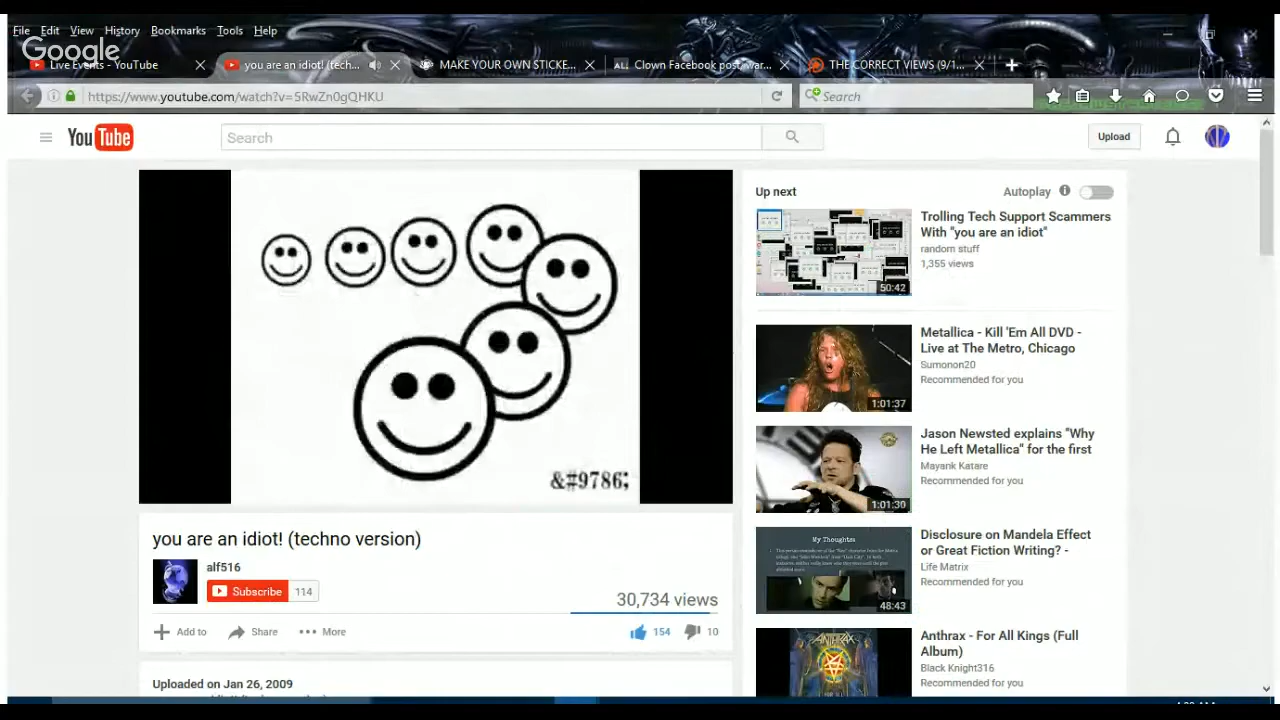 File Edit View History Bookmarks Tools Help
Google
Live Events - YouTube
you are an idiot! (tech...
MAKE YOUR OWN STICKE...
ALL Clown Facebook post/war...
THE CORRECT VIEWS (9/1...
https://www.youtube.com/watch?v=5RwZn0gQHKU
Search
YouTube
Search
Upload
&#9786;
you are an idiot! (techno version)
alf516
Subscribe 114
30,734 views
Add to Share More
154 10
Uploaded on Jan 26, 2009
Up next
Autoplay
Trolling Tech Support Scammers
With "you are an idiot"
random stuff
1,355 views
50:42
Metallica - Kill 'Em All DVD -
Live at The Metro, Chicago
Sumonon20
Recommended for you
1:01:37
Jason Newsted explains "Why
He Left Metallica" for the first
Mayank Katare
Recommended for you
1:01:30
Disclosure on Mandela Effect
or Great Fiction Writing? -
Life Matrix
Recommended for you
My Thoughts
48:43
Anthrax - For All Kings (Full
Album)
Black Knight316
Recommended for you
ANTHRAX